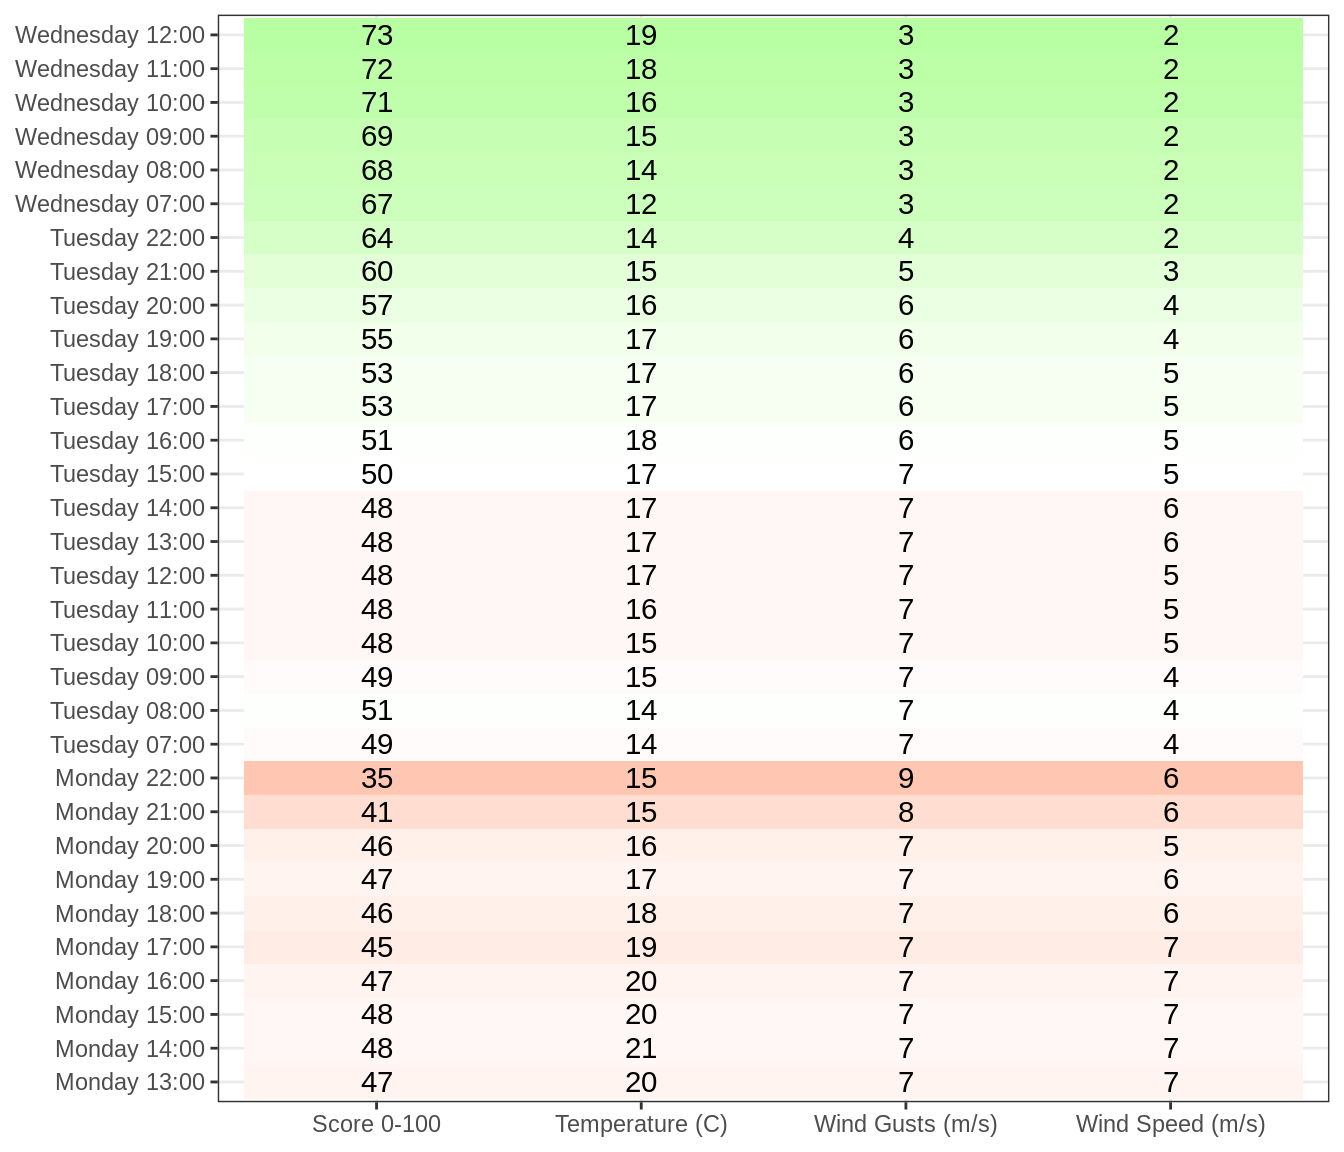 Wednesday 12:00 73 19 3 2
Wednesday 11:00 72 18 3 2
Wednesday 10:00 71 16 3 2
Wednesday 09:00 69 15 3 2
Wednesday 08:00 68 14 3 2
Wednesday 07:00 67 12 3 2
Tuesday 22:00 64 14 4 2
Tuesday 21:00 60 15 5 3
Tuesday 20:00 57 16 6 4
Tuesday 19:00 55 17 6 4
Tuesday 18:00 53 17 6 5
Tuesday 17:00 53 17 6 5
Tuesday 16:00 51 18 6 5
Tuesday 15:00 50 17 7 5
Tuesday 14:00 48 17 7 6
Tuesday 13:00 48 17 7 6
Tuesday 12:00 48 17 7 5
Tuesday 11:00 48 16 7 5
Tuesday 10:00 48 15 7 5
Tuesday 09:00 49 15 7 4
Tuesday 08:00 51 14 7 4
Tuesday 07:00 49 14 7 4
Monday 22:00 35 15 9 6
Monday 21:00 41 15 8 6
Monday 20:00 46 16 7 5
Monday 19:00 47 17 7 6
Monday 18:00 46 18 7 6
Monday 17:00 45 19 7 7
Monday 16:00 47 20 7 7
Monday 15:00 48 20 7 7
Monday 14:00 48 21 7 7
Monday 13:00 47 20 7 7
Score 0-100 Temperature (C) Wind Gusts (m/s) Wind Speed (m/s)